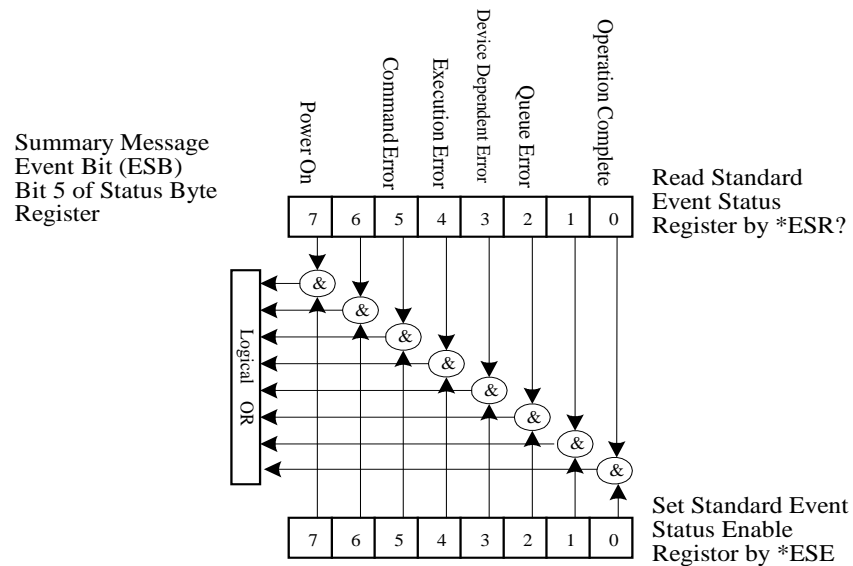 Power On
Command Error
Execution Error
Device Dependent Error
Queue Error
Operation Complete
Summary Message
Event Bit (ESB)
Bit 5 of Status Byte
Register
7 6 5 4 3 2 1 0
Read Standard
Event Status
Register by *ESR?
&
&
&
&
&
&
&
&
Logical OR
7 6 5 4 3 2 1 0
Set Standard Event
Status Enable
Registor by *ESE